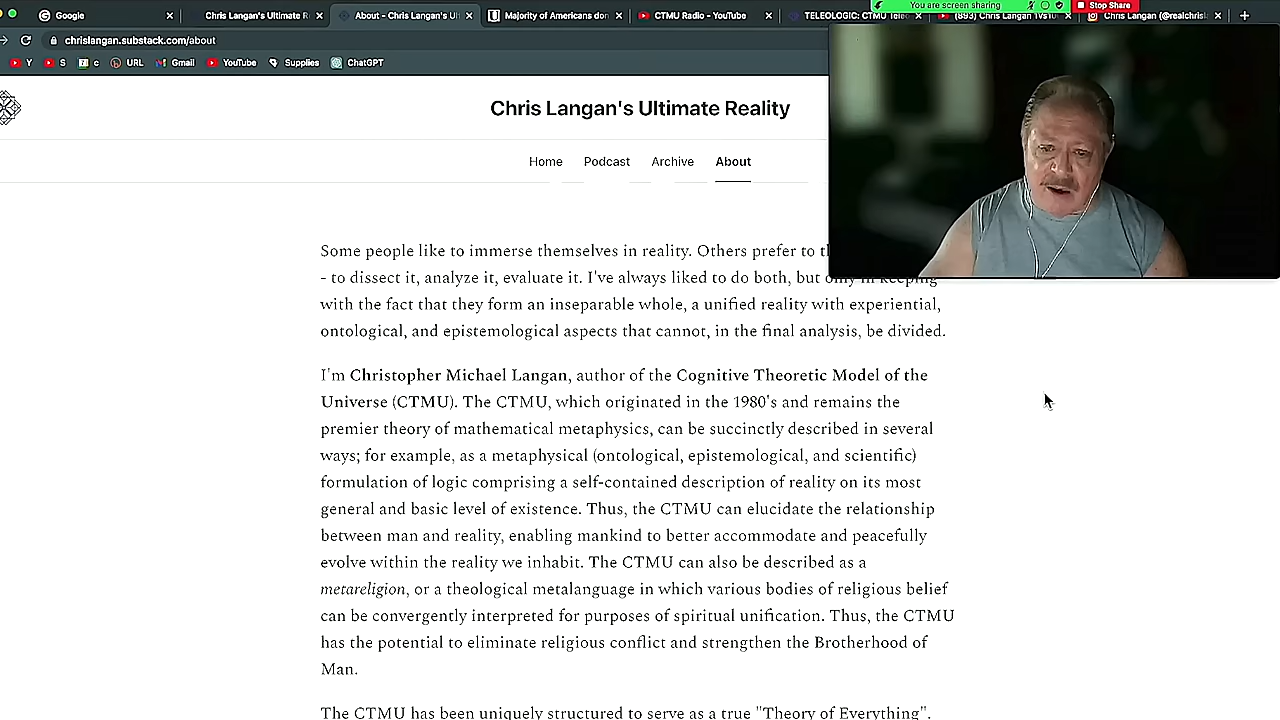 Google
Chris Langan's Ultimate R
About - Chris Langan's Ul
Majority of Americans don
CTMU Radio - YouTube
TELEOLOGIC: CTMU Tele
(893) Chris Langan 1Vs10
Chris Langan (@realchrisl
You are screen sharing
Stop Share
chrislangan.substack.com/about
Y
S
c
URL
Gmail
YouTube
Supplies
ChatGPT
Chris Langan's Ultimate Reality
Home Podcast Archive About
Some people like to immerse themselves in reality. Others prefer to
- to dissect it, analyze it, evaluate it. I've always liked to do both, but only in keeping
with the fact that they form an inseparable whole, a unified reality with experiential,
ontological, and epistemological aspects that cannot, in the final analysis, be divided.
I'm Christopher Michael Langan, author of the Cognitive Theoretic Model of the
Universe (CTMU). The CTMU, which originated in the 1980's and remains the
premier theory of mathematical metaphysics, can be succinctly described in several
ways; for example, as a metaphysical (ontological, epistemological, and scientific)
formulation of logic comprising a self-contained description of reality on its most
general and basic level of existence. Thus, the CTMU can elucidate the relationship
between man and reality, enabling mankind to better accommodate and peacefully
evolve within the reality we inhabit. The CTMU can also be described as a
metareligion, or a theological metalanguage in which various bodies of religious belief
can be convergently interpreted for purposes of spiritual unification. Thus, the CTMU
has the potential to eliminate religious conflict and strengthen the Brotherhood of
Man.
The CTMU has been uniquely structured to serve as a true "Theory of Everything".